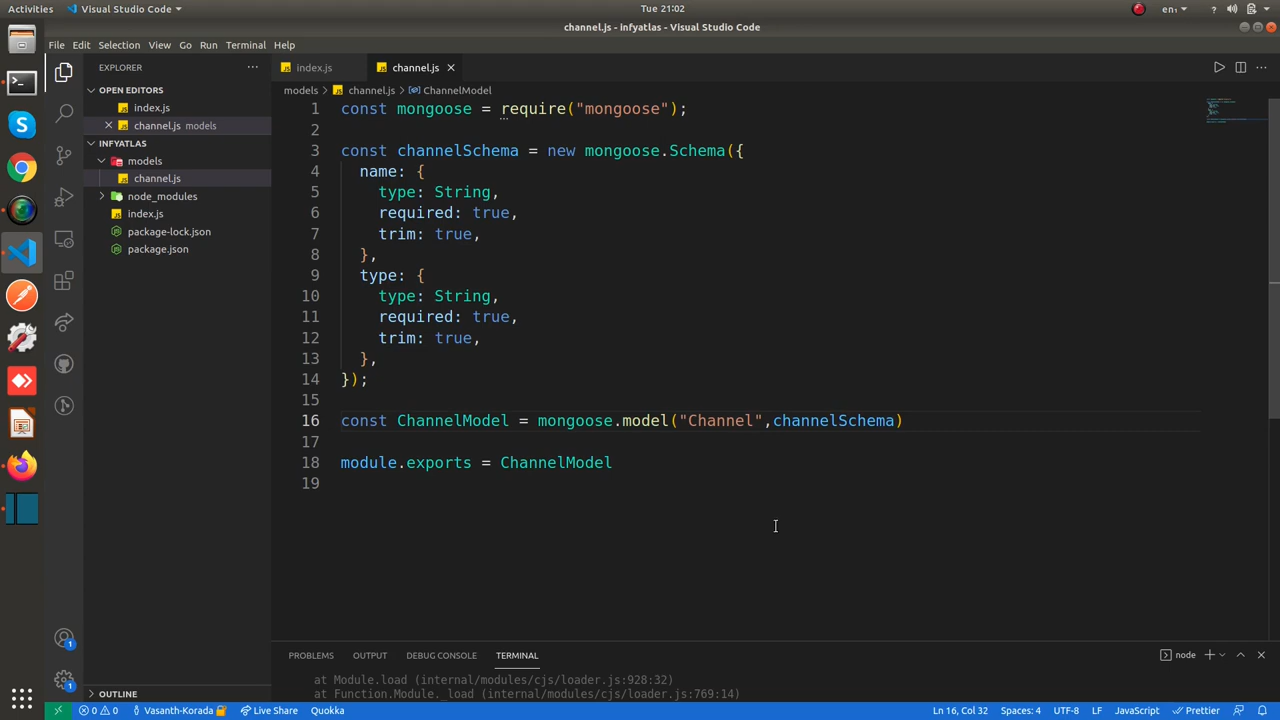 Activities
Visual Studio Code
Tue 21:02
en₁
channel.js - Infyatlas - Visual Studio Code
File Edit Selection View Go Run Terminal Help
EXPLORER
OPEN EDITORS
index.js
channel.js models
INFYATLAS
models
channel.js
node_modules
index.js
package-lock.json
package.json
OUTLINE
index.js
channel.js
models > channel.js > ChannelModel
1 const mongoose = require("mongoose");
2
3 const channelSchema = new mongoose.Schema({
4 name: {
5 type: String,
6 required: true,
7 trim: true,
8 },
9 type: {
10 type: String,
11 required: true,
12 trim: true,
13 },
14 });
15
16 const ChannelModel = mongoose.model("Channel",channelSchema)
17
18 module.exports = ChannelModel
19
PROBLEMS OUTPUT DEBUG CONSOLE TERMINAL
node
at Module.load (internal/modules/cjs/loader.js:928:32)
at Function.Module._load (internal/modules/cjs/loader.js:769:14)
1
1
0 0 Vasanth-Korada Live Share Quokka Ln 16, Col 32 Spaces: 4 UTF-8 LF JavaScript Prettier